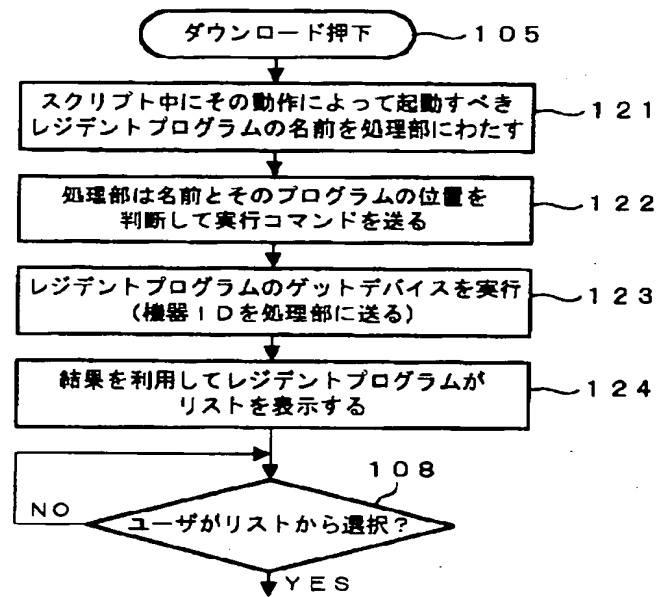 ダウンロード押下
105
スクリプト中にその動作によって起動すべき
レジデントプログラムの名前を処理部にわたす
121
処理部は名前とそのプログラムの位置を
判断して実行コマンドを送る
122
レジデントプログラムのゲットデバイスを実行
(機器IDを処理部に送る)
123
結果を利用してレジデントプログラムが
リストを表示する
124
108
NO
ユーザがリストから選択?
YES